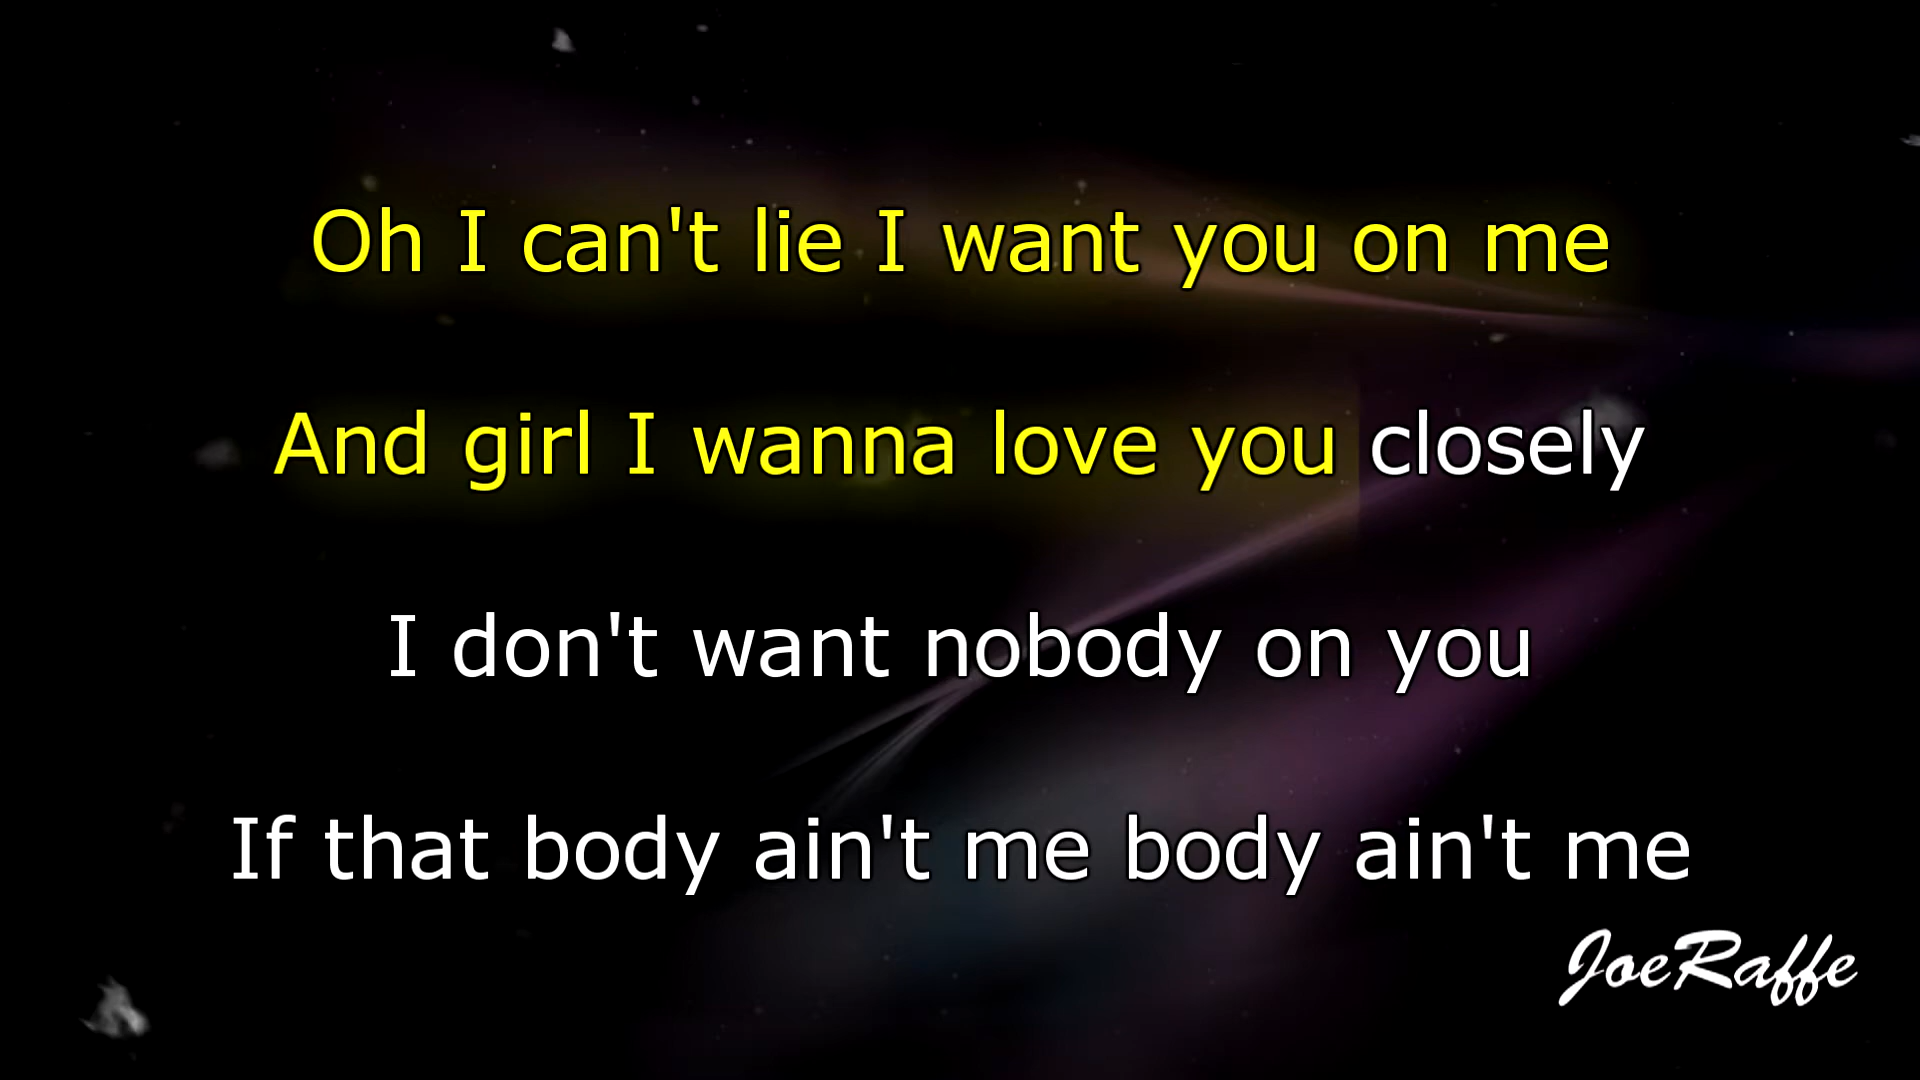 Oh I can't lie I want you on me
And girl I wanna love you closely
I don't want nobody on you
If that body ain't me body ain't me
JoeRaffe